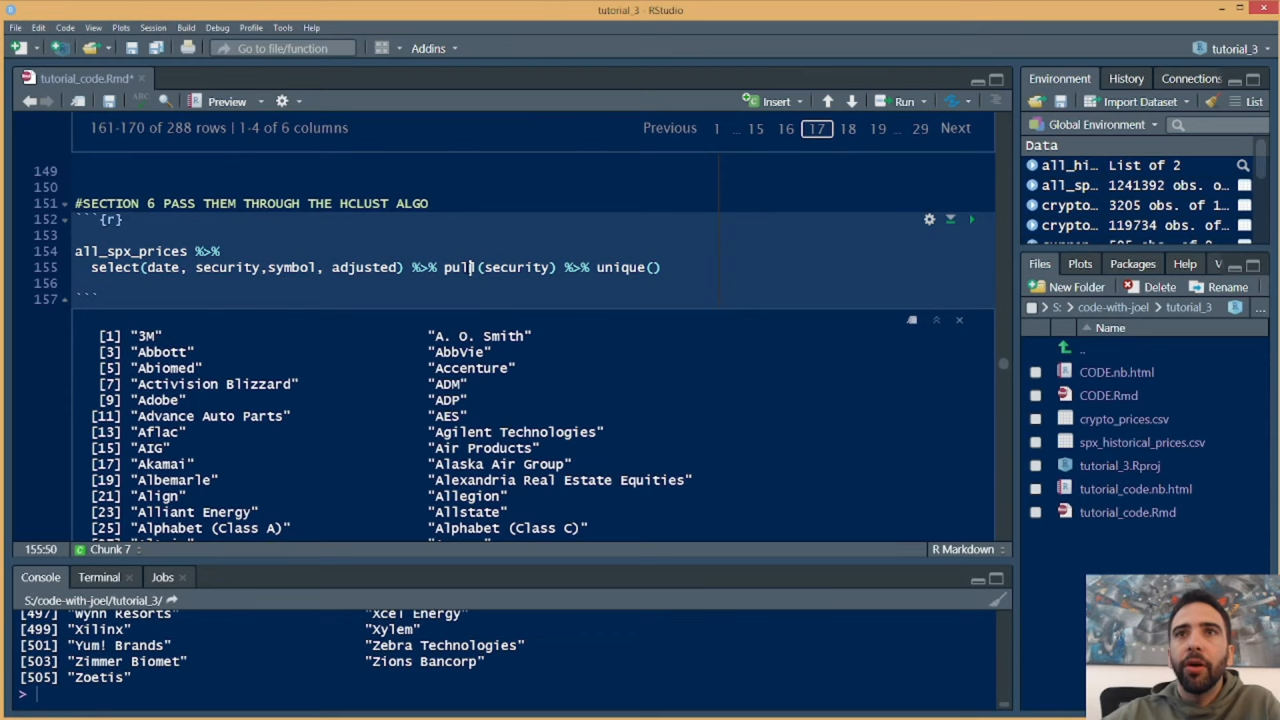 tutorial_3 - RStudio
File Edit Code View Plots Session Build Debug Profile Tools Help
Go to file/function Addins tutorial_3
tutorial_code.Rmd*
ABC Preview Insert Run
161-170 of 288 rows | 1-4 of 6 columns Previous 1 ... 15 16 17 18 19 ... 29 Next
149
150
151 #SECTION 6 PASS THEM THROUGH THE HCLUST ALGO
152 ```{r}
153
154 all_spx_prices %>%
155 select(date, security,symbol, adjusted) %>% pull(security) %>% unique()
156
157 ```
[1] "3M" "A. O. Smith"
[3] "Abbott" "AbbVie"
[5] "Abiomed" "Accenture"
[7] "Activision Blizzard" "ADM"
[9] "Adobe" "ADP"
[11] "Advance Auto Parts" "AES"
[13] "Aflac" "Agilent Technologies"
[15] "AIG" "Air Products"
[17] "Akamai" "Alaska Air Group"
[19] "Albemarle" "Alexandria Real Estate Equities"
[21] "Align" "Allegion"
[23] "Alliant Energy" "Allstate"
[25] "Alphabet (Class A)" "Alphabet (Class C)"
155:50 Chunk 7 R Markdown
Console Terminal Jobs
S:/code-with-joel/tutorial_3/
[497] "Wynn Resorts" "Xcel Energy"
[499] "Xilinx" "Xylem"
[501] "Yum! Brands" "Zebra Technologies"
[503] "Zimmer Biomet" "Zions Bancorp"
[505] "Zoetis"
>
Environment History Connections
Import Dataset List
Global Environment
Data
all_hi... List of 2
all_sp... 1241392 obs. o...
crypto... 3205 obs. of 1...
crypto... 119734 obs. of...
Files Plots Packages Help V
New Folder Delete Rename
S: code-with-joel tutorial_3 ...
Name
..
CODE.nb.html
CODE.Rmd
crypto_prices.csv
spx_historical_prices.csv
tutorial_3.Rproj
tutorial_code.nb.html
tutorial_code.Rmd